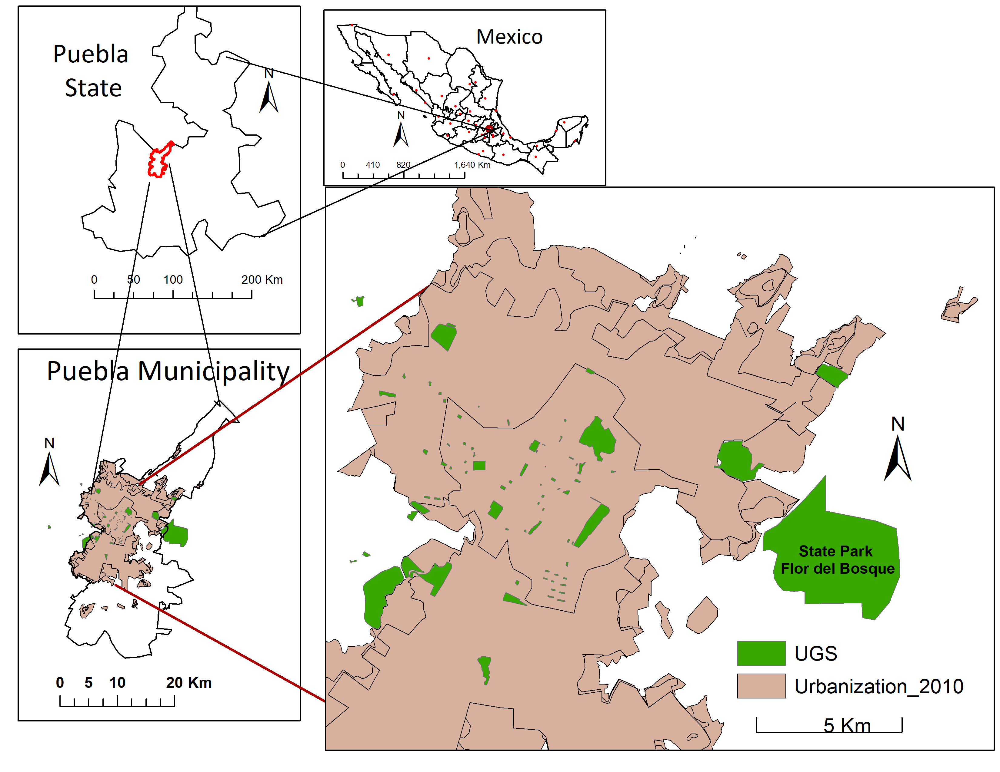 Puebla
State
N
0 50 100 200 Km
Mexico
N
0 410 820 1,640 Km
Puebla Municipality
N
0 5 10 20 Km
N
State Park
Flor del Bosque
UGS
Urbanization_2010
5 Km